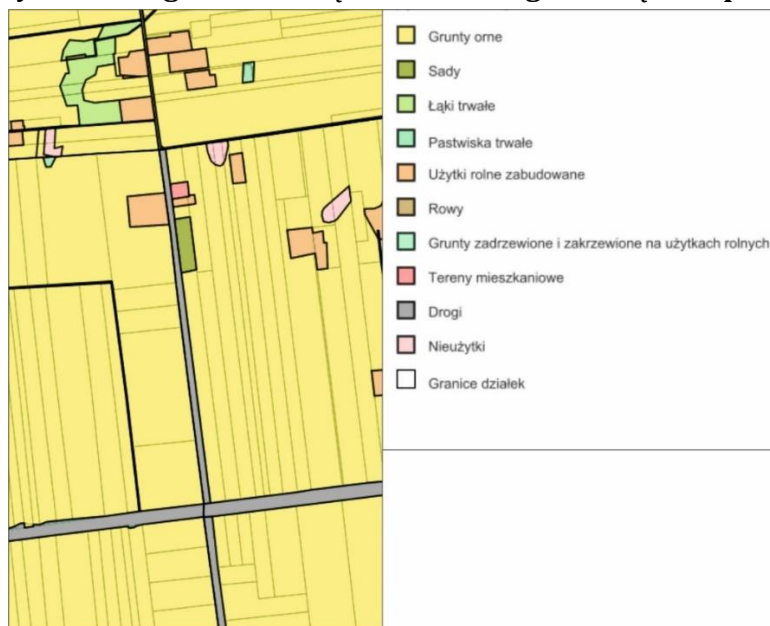 Grunty orne
Sady
Łąki trwałe
Pastwiska trwałe
Użytki rolne zabudowane
Rowy
Grunty zadrzewione i zakrzewione na użytkach rolnych
Tereny mieszkaniowe
Drogi
Nieużytki
Granice działek